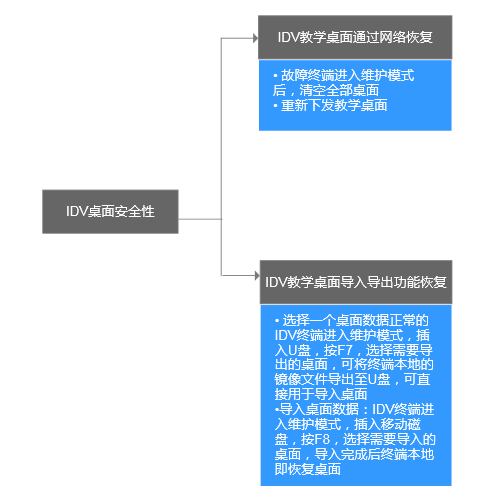 IDV教学桌面通过网络恢复
• 故障终端进入维护模式
后，清空全部桌面
• 重新下发教学桌面
IDV桌面安全性
IDV教学桌面导入导出功能恢复
• 选择一个桌面数据正常的
IDV终端进入维护模式，插
入U盘，按F7，选择需要导
出的桌面，可将终端本地的
镜像文件导出至U盘，可直
接用于导入桌面
•导入桌面数据：IDV终端进
入维护模式，插入移动磁
盘，按F8，选择需要导入的
桌面，导入完成后终端本地
即恢复桌面